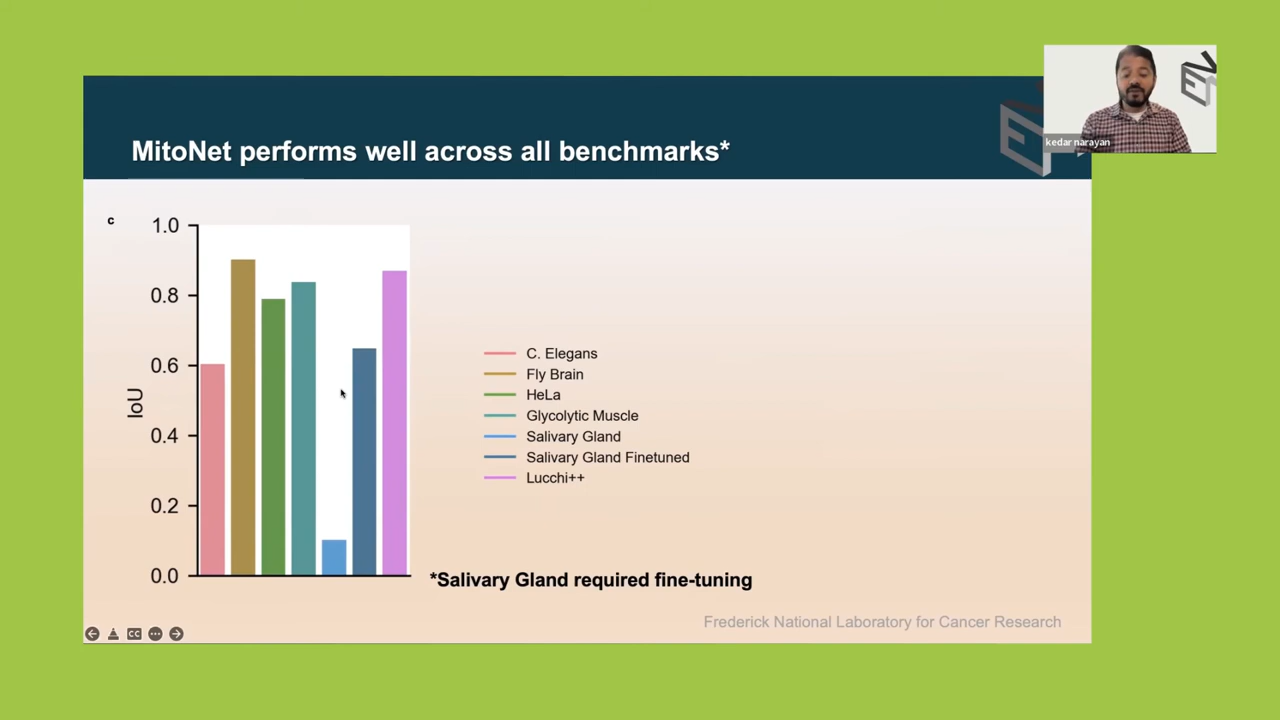 MitoNet performs well across all benchmarks*
kedar narayan
c
1.0
0.8
0.6
0.4
0.2
0.0
IoU
C. Elegans
Fly Brain
HeLa
Glycolytic Muscle
Salivary Gland
Salivary Gland Finetuned
Lucchi++
*Salivary Gland required fine-tuning
Frederick National Laboratory for Cancer Research
CC